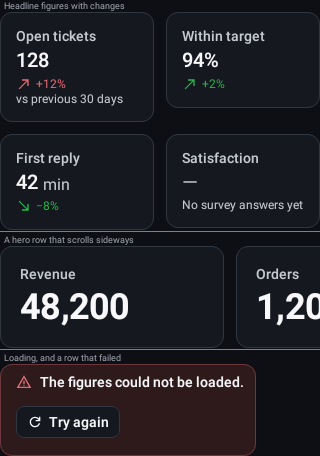 Headline figures with changes
Open tickets
128
+12%
vs previous 30 days
Within target
94%
+2%
First reply
42 min
−8%
Satisfaction
—
No survey answers yet
A hero row that scrolls sideways
Revenue
48,200
Orders
1,20
Loading, and a row that failed
The figures could not be loaded.
Try again